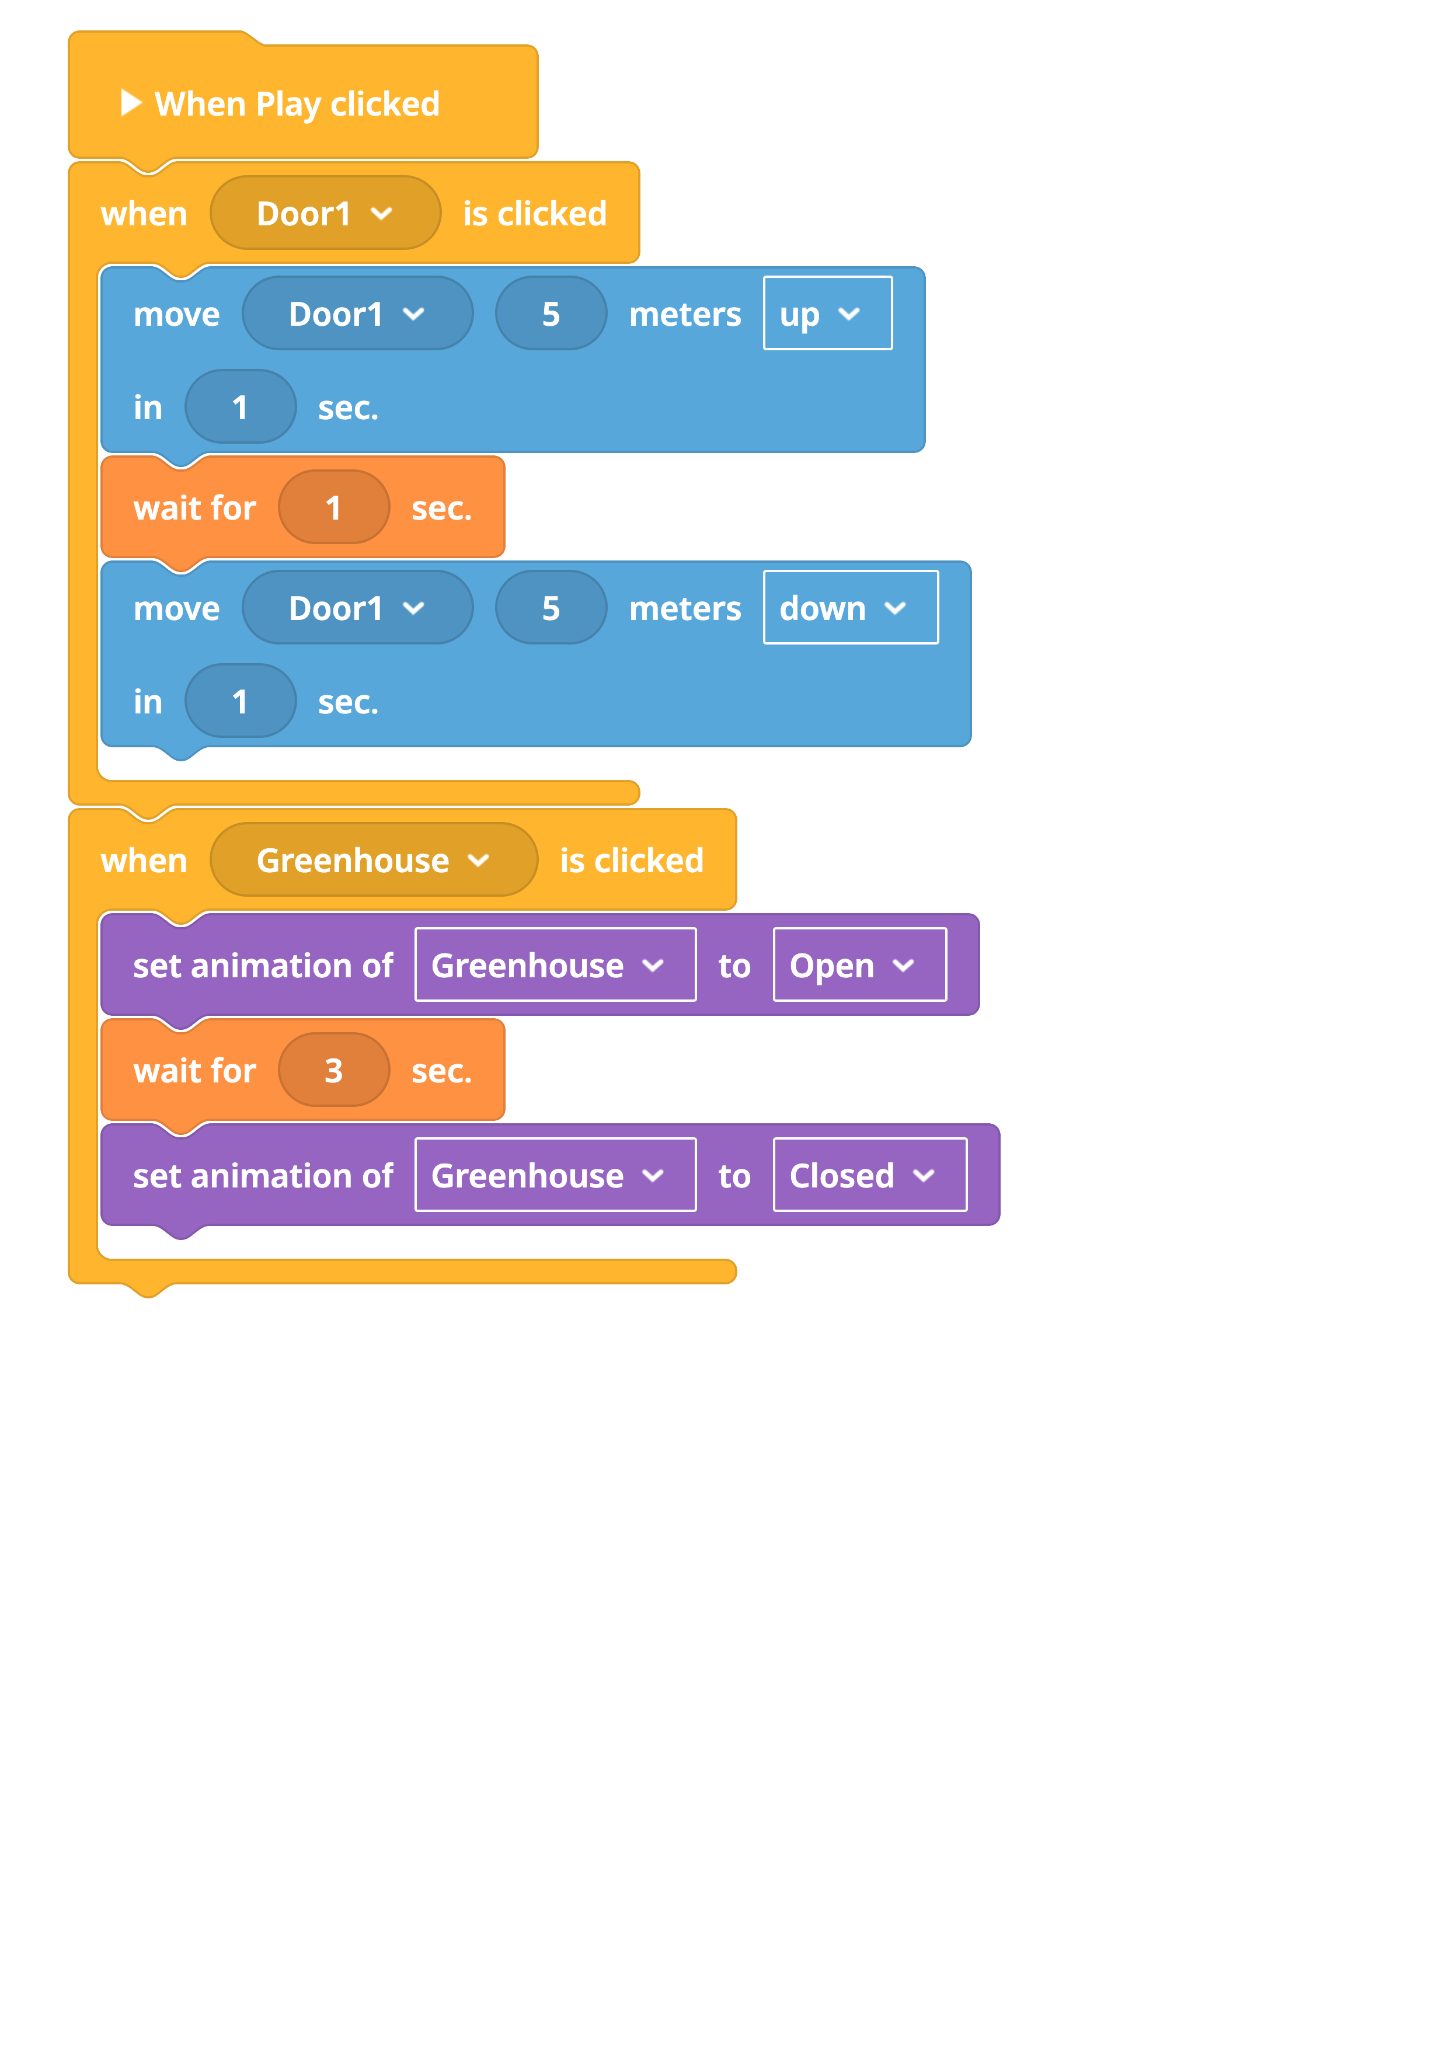 When Play clicked
when Door1 is clicked
move Door1 5 meters up
in 1 sec.
wait for 1 sec.
move Door1 5 meters down
in 1 sec.
when Greenhouse is clicked
set animation of Greenhouse to Open
wait for 3 sec.
set animation of Greenhouse to Closed